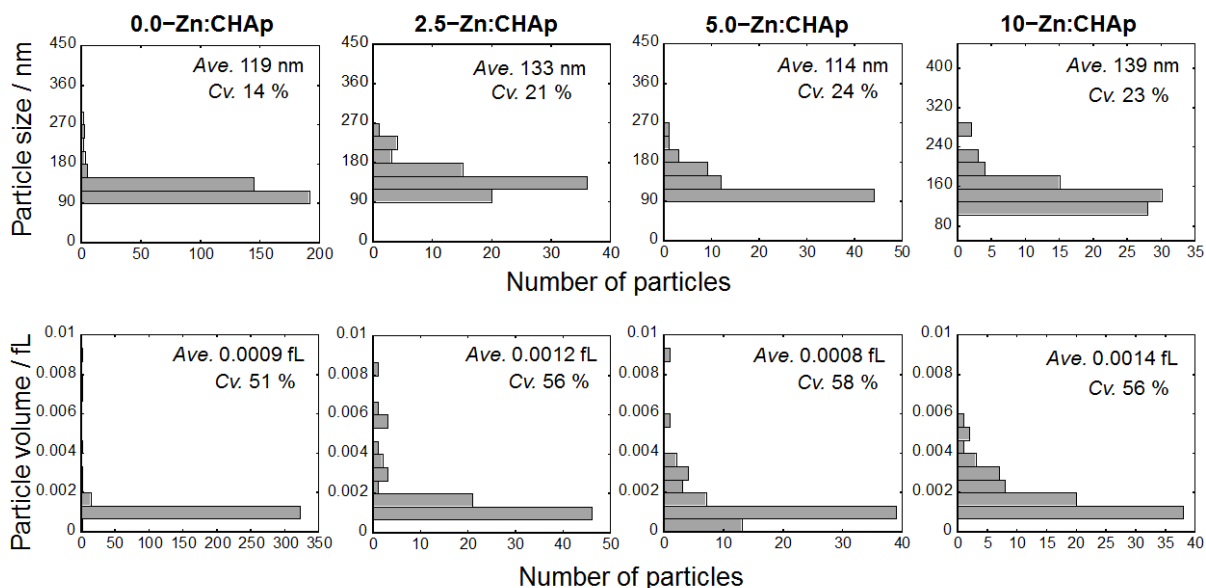 0.0−Zn:CHAp 2.5−Zn:CHAp 5.0−Zn:CHAp 10−Zn:CHAp
Particle size / nm
450
360
270
180
90
0
Ave. 119 nm
Cv. 14 %
0 50 100 150 200
450
360
270
180
90
0
Ave. 133 nm
Cv. 21 %
0 10 20 30 40
450
360
270
180
90
0
Ave. 114 nm
Cv. 24 %
0 10 20 30 40 50
400
320
240
160
80
Ave. 139 nm
Cv. 23 %
0 5 10 15 20 25 30 35
Number of particles
Particle volume / fL
0.01
0.008
0.006
0.004
0.002
0
Ave. 0.0009 fL
Cv. 51 %
0 50 100 150 200 250 300 350
0.01
0.008
0.006
0.004
0.002
0
Ave. 0.0012 fL
Cv. 56 %
0 10 20 30 40 50
0.01
0.008
0.006
0.004
0.002
0
Ave. 0.0008 fL
Cv. 58 %
0 10 20 30 40
0.01
0.008
0.006
0.004
0.002
0
Ave. 0.0014 fL
Cv. 56 %
0 5 10 15 20 25 30 35 40
Number of particles